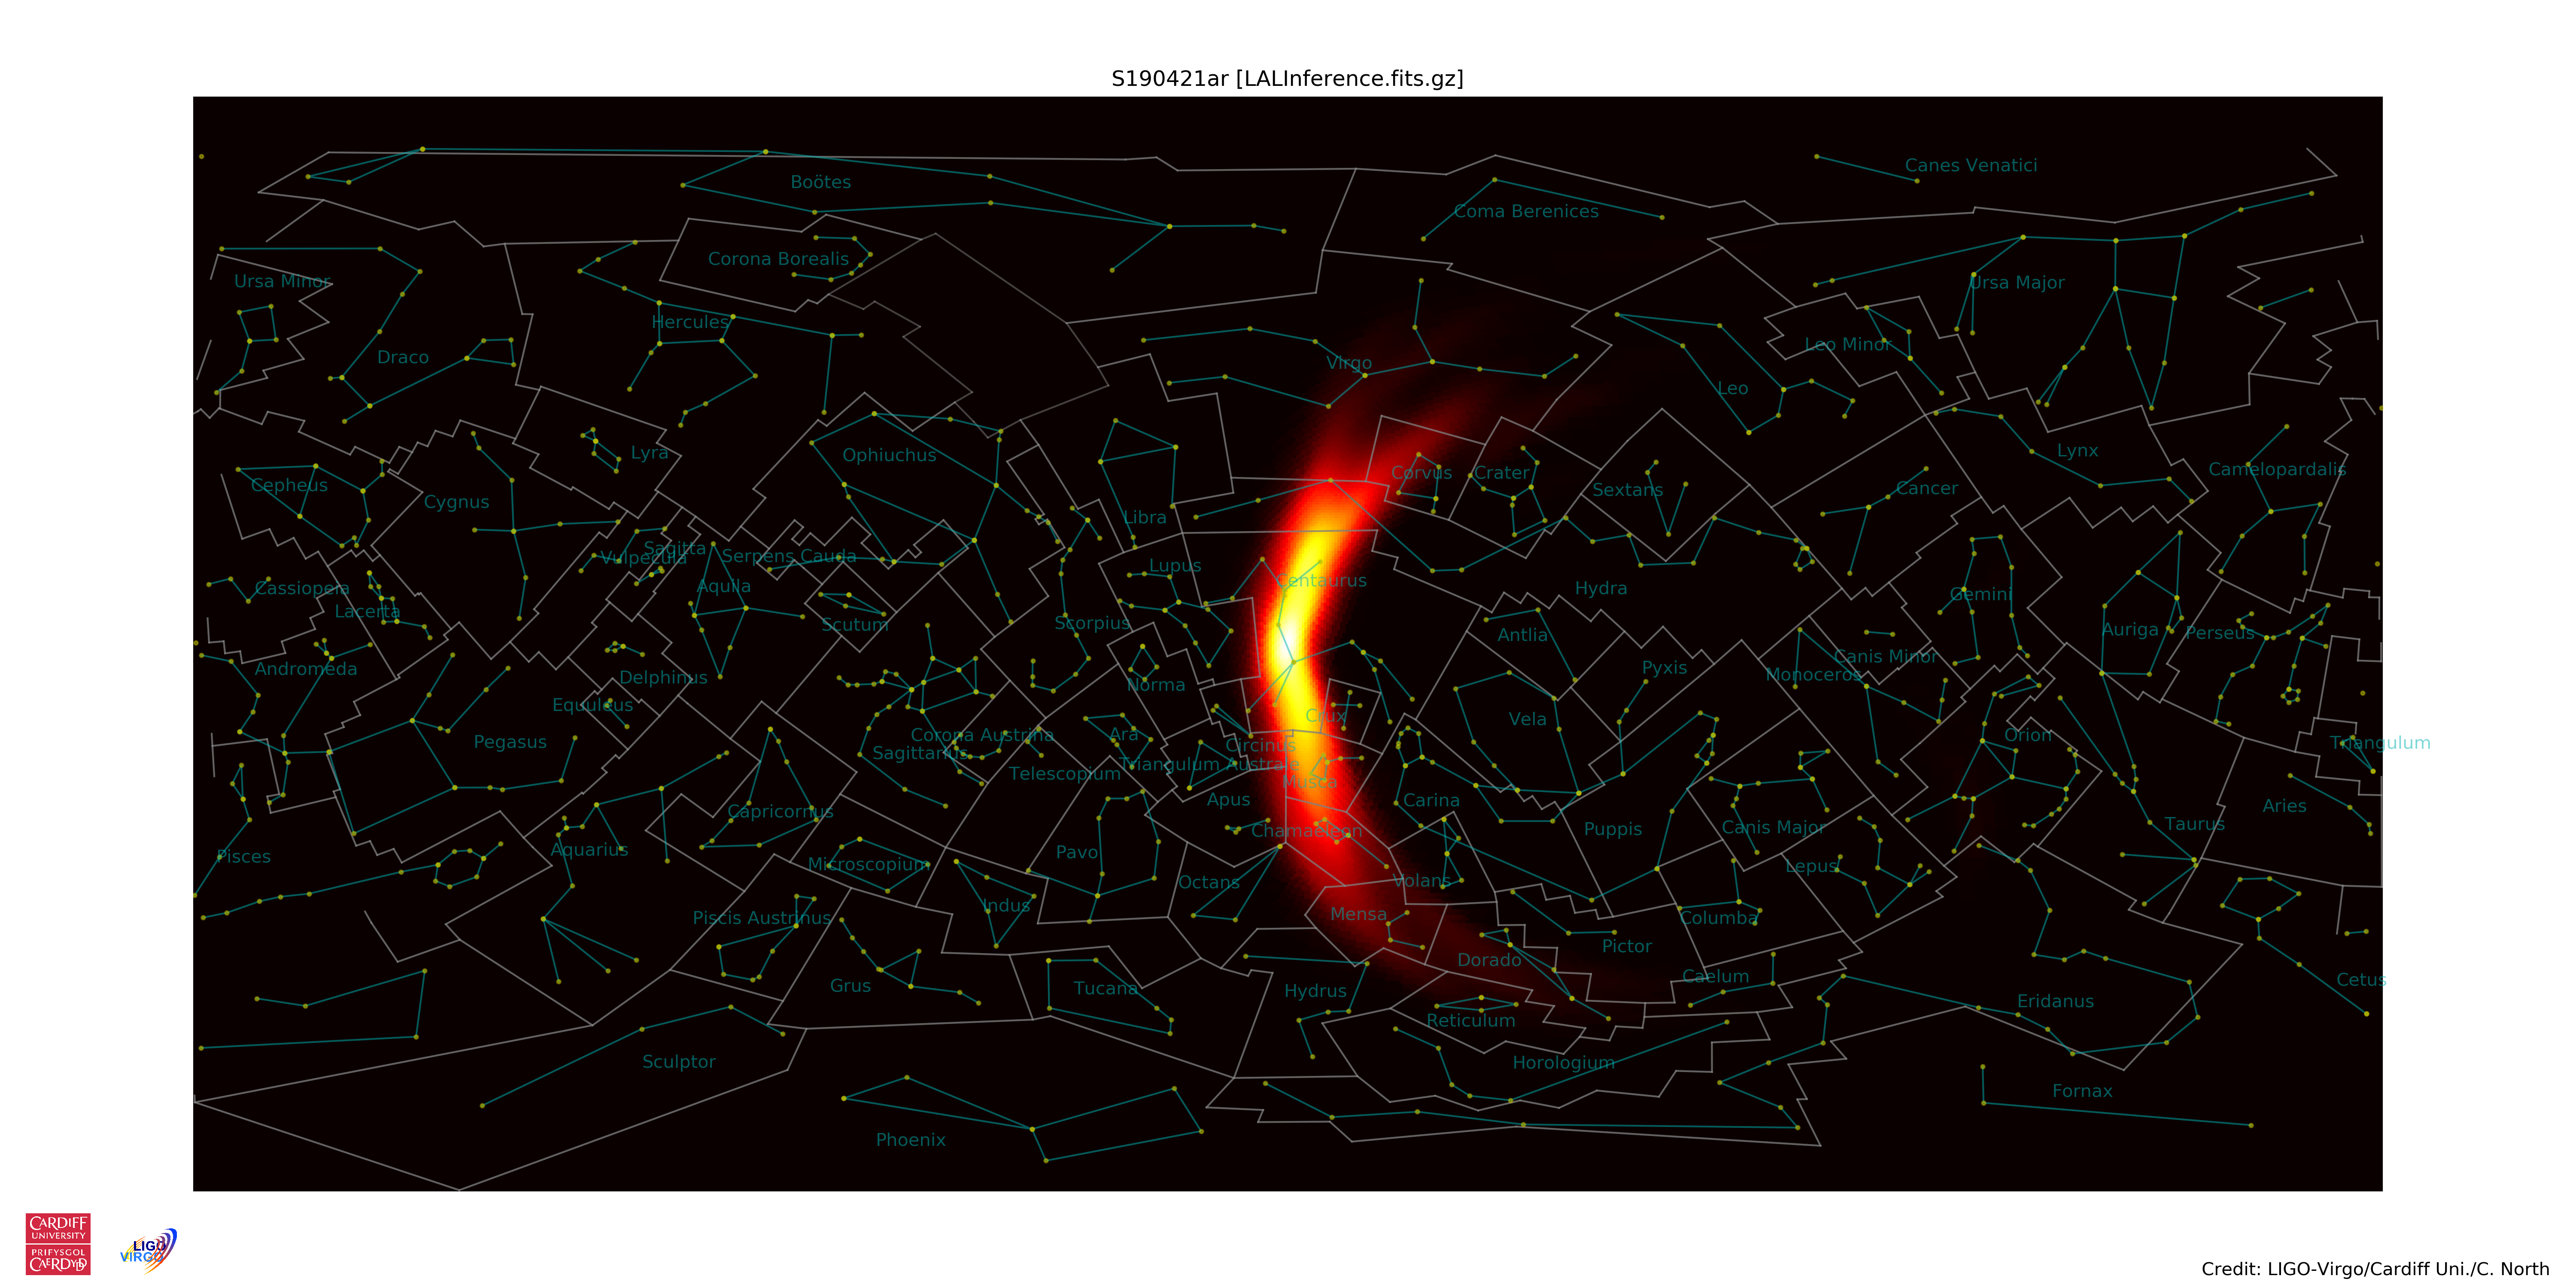 S190421ar [LALInference.fits.gz]
Canes Venatici
Boötes
Coma Berenices
Corona Borealis
Ursa Minor
Ursa Major
Hercules
Leo Minor
Draco
Virgo
Leo
Lyra
Ophiuchus
Lynx
Camelopardalis
Corvus
Crater
Cepheus
Cygnus
Sextans
Cancer
Libra
Sagitta
Vulpecula
Serpens Cauda
Lupus
Centaurus
Cassiopeia
Aquila
Hydra
Gemini
Lacerta
Scutum
Scorpius
Antlia
Auriga
Perseus
Andromeda
Canis Minor
Pyxis
Monoceros
Delphinus
Norma
Equuleus
Crux
Vela
Corona Austrina
Ara
Orion
Pegasus
Circinus
Triangulum
Sagittarius
Triangulum Australe
Telescopium
Musca
Apus
Carina
Aries
Capricornus
Taurus
Chamaeleon
Puppis
Canis Major
Pisces
Aquarius
Pavo
Microscopium
Lepus
Octans
Volans
Indus
Mensa
Piscis Austrinus
Columba
Pictor
Dorado
Caelum
Cetus
Grus
Tucana
Hydrus
Eridanus
Reticulum
Sculptor
Horologium
Fornax
Phoenix
CARDIFF
UNIVERSITY
PRIFYSGOL
CAERDYDD
LIGO
VIRGO
Credit: LIGO-Virgo/Cardiff Uni./C. North